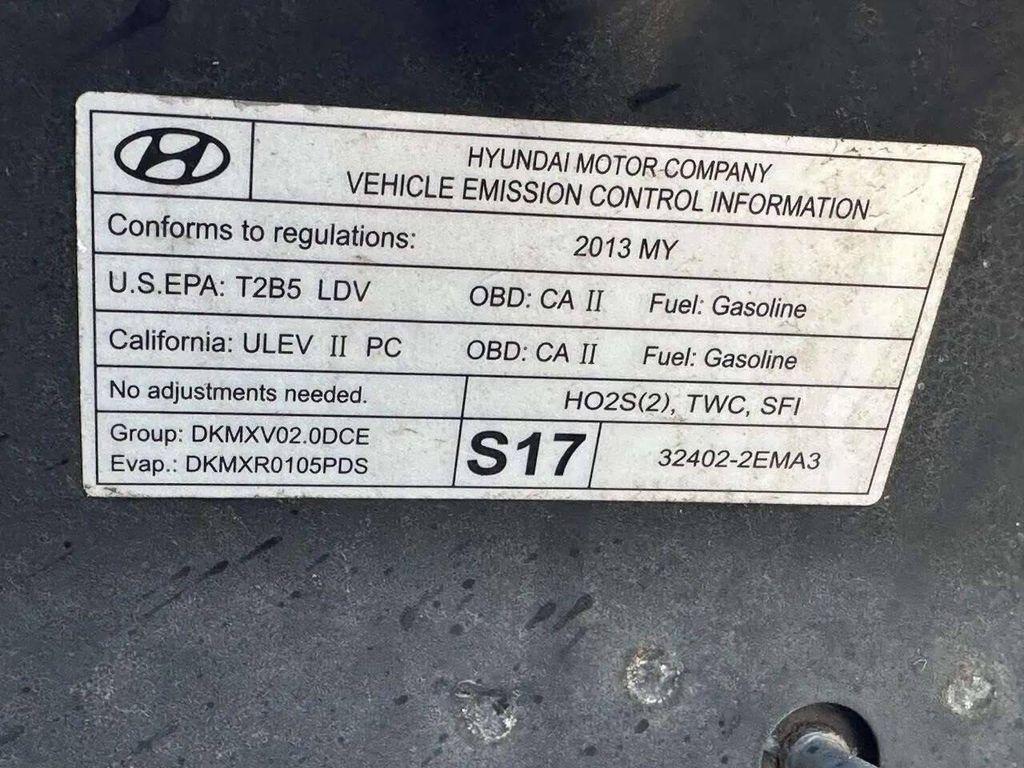 HYUNDAI MOTOR COMPANY
VEHICLE EMISSION CONTROL INFORMATION
Conforms to regulations: 2013 MY
U.S.EPA: T2B5 LDV OBD: CA II Fuel: Gasoline
California: ULEV II PC OBD: CA II Fuel: Gasoline
No adjustments needed. HO2S(2), TWC, SFI
Group: DKMXV02.0DCE
Evap.: DKMXR0105PDS
S17
32402-2EMA3